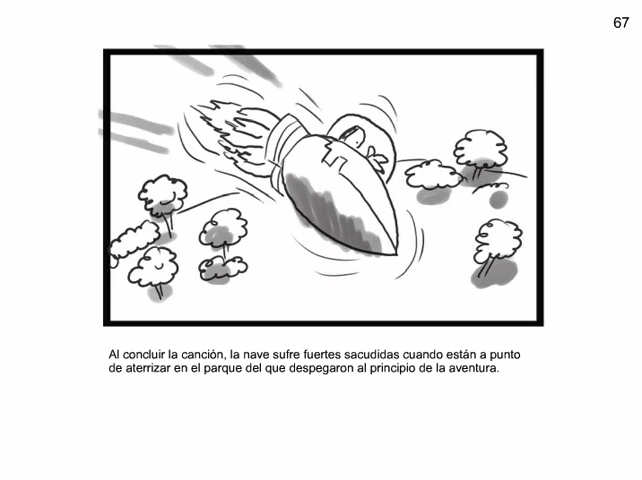 67
Al concluir la canción, la nave sufre fuertes sacudidas cuando están a punto
de aterrizar en el parque del que despegaron al principio de la aventura.